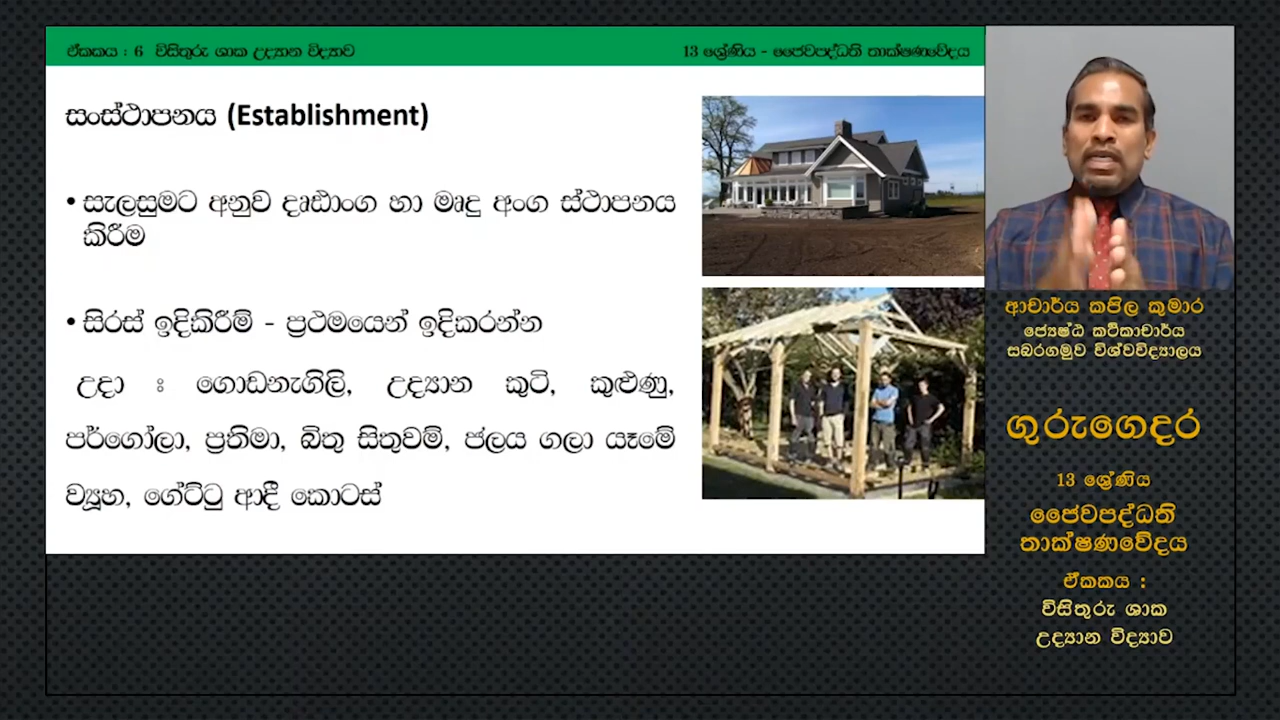 ඒකකය : 6 විසිතුරු ශාක උද්‍යාන විද්‍යාව
13 ශ්‍රේණිය - ජෛවපද්ධති තාක්ෂණවේදය
සංස්ථාපනය (Establishment)
• සැලසුමට අනුව දෘඪාංග හා මෘදු අංග ස්ථාපනය
කිරීම
• සිරස් ඉදිකිරීම් - ප්‍රථමයෙන් ඉදිකරන්න
උදා : ගොඩනැගිලි, උද්‍යාන කුටි, කුළුණු,
පර්ගෝලා, ප්‍රතිමා, බිතු සිතුවම්, ජලය ගලා යෑමේ
ව්‍යුහ, ගේට්ටු ආදී කොටස්
ආචාර්ය කපිල කුමාර
ජ්‍යෙෂ්ඨ කථිකාචාර්ය
සබරගමුව විශ්වවිද්‍යාලය
ගුරුගෙදර
13 ශ්‍රේණිය
ජෛවපද්ධති
තාක්ෂණවේදය
ඒකකය :
විසිතුරු ශාක
උද්‍යාන විද්‍යාව